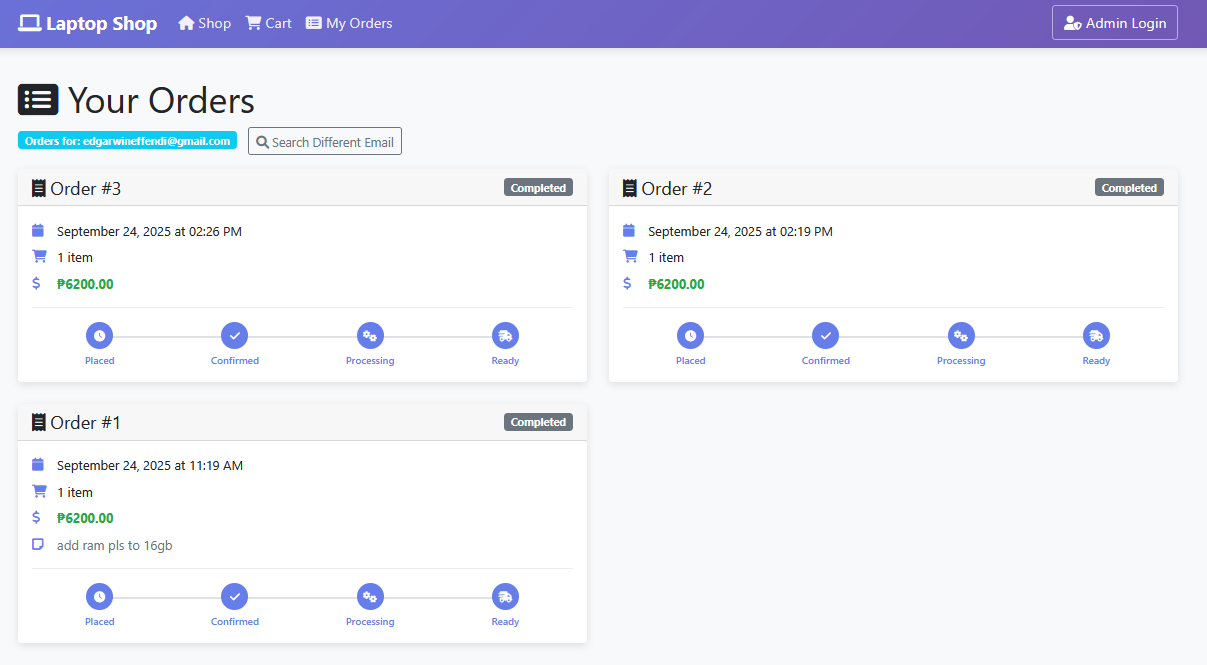 Laptop Shop Shop Cart My Orders Admin Login
Your Orders
Orders for: edgarwineffendi@gmail.com Search Different Email
Order #3 Completed
September 24, 2025 at 02:26 PM
1 item
$ ₱6200.00
Placed Confirmed Processing Ready
Order #2 Completed
September 24, 2025 at 02:19 PM
1 item
$ ₱6200.00
Placed Confirmed Processing Ready
Order #1 Completed
September 24, 2025 at 11:19 AM
1 item
$ ₱6200.00
add ram pls to 16gb
Placed Confirmed Processing Ready